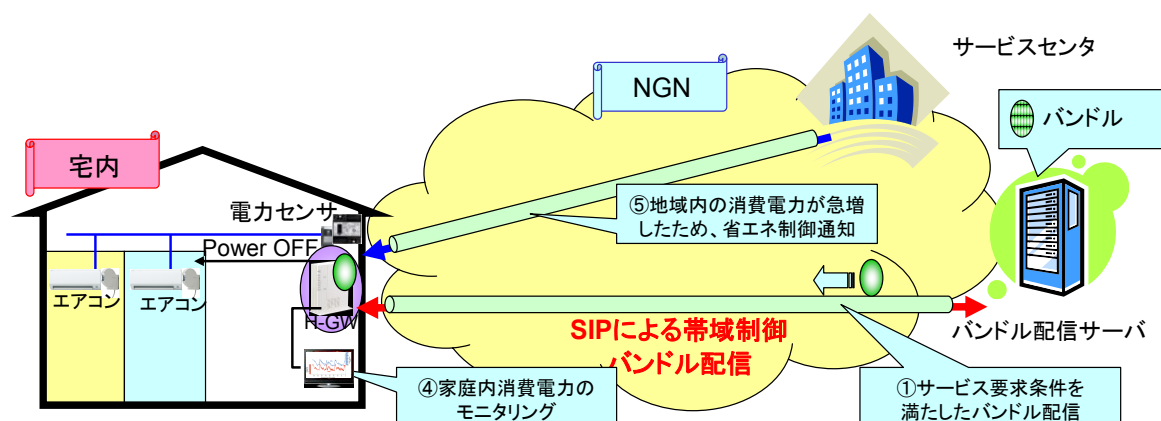 サービスセンタ
NGN
バンドル
宅内
電力センサ
⑤地域内の消費電力が急増
したため、省エネ制御通知
Power OFF
エアコン
エアコン
H-GW
SIPによる帯域制御
バンドル配信
バンドル配信サーバ
④家庭内消費電力の
モニタリング
①サービス要求条件を
満たしたバンドル配信